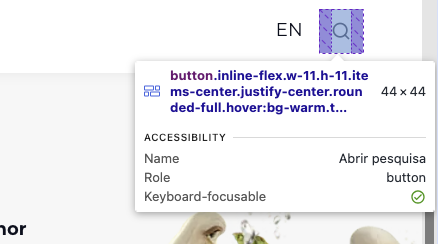 EN
button.inline-flex.w-11.h-11.ite
ms-center.justify-center.roun
ded-full.hover:bg-warm.t...
44 × 44
ACCESSIBILITY
Name Abrir pesquisa
Role button
Keyboard-focusable
nor